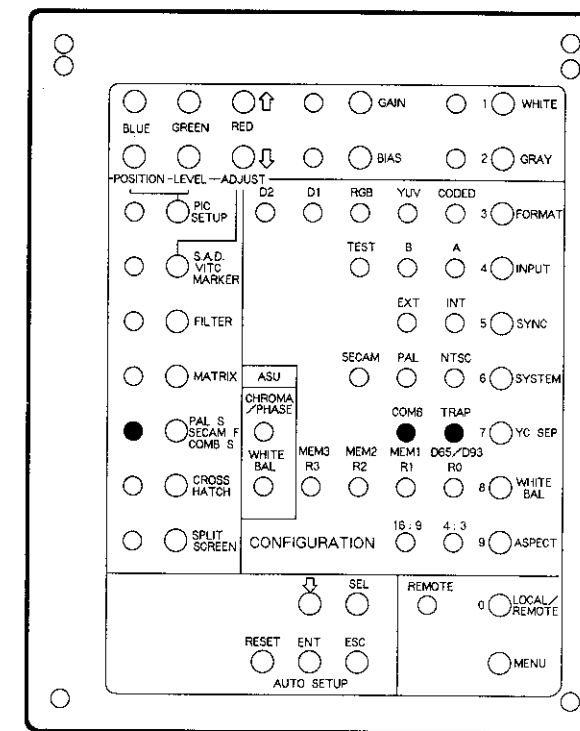 GAIN 1 WHITE
BLUE GREEN RED
BIAS 2 GRAY
POSITION LEVEL ADJUST
D2 D1 RGB YUV CODED
PIC
SETUP
3 FORMAT
TEST B A
S.A.D.
VITC
MARKER
4 INPUT
EXT INT
FILTER
5 SYNC
SECAM PAL NTSC
MATRIX
ASU
6 SYSTEM
CHROMA
/PHASE
COMB TRAP
PAL S
SECAM F
COMB S
7 YC SEP
WHITE
BAL
MEM3 MEM2 MEM1 D65/D93
R3 R2 R1 R0
CROSS
HATCH
8 WHITE
BAL
16:9 4:3
SPLIT
SCREEN
CONFIGURATION
9 ASPECT
SEL
REMOTE
0 LOCAL/
REMOTE
RESET ENT ESC
MENU
AUTO SETUP